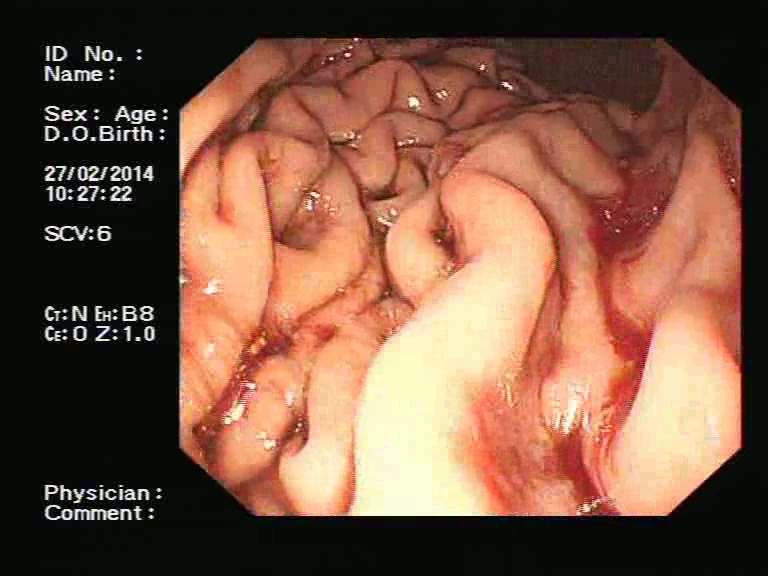 ID No. :
Name:
Sex: Age:
D.O.Birth:
27/02/2014
10:27:22
SCV:6
CT:N EH:B8
CE:0 Z:1.0
Physician:
Comment: